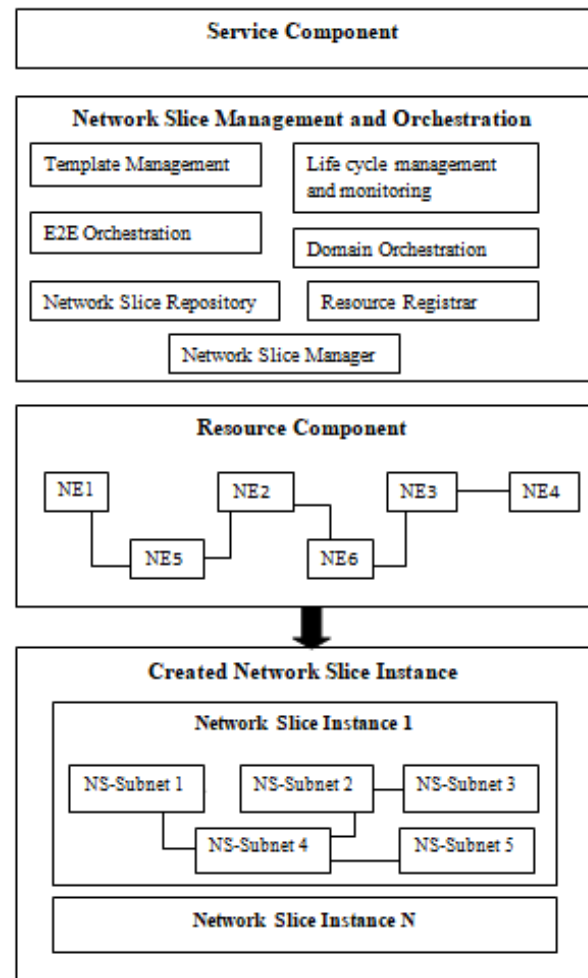 Service Component
Network Slice Management and Orchestration
Template Management
Life cycle management
and monitoring
E2E Orchestration
Domain Orchestration
Network Slice Repository
Resource Registrar
Network Slice Manager
Resource Component
NE1
NE2
NE3
NE4
NE5
NE6
Created Network Slice Instance
Network Slice Instance 1
NS-Subnet 1
NS-Subnet 2
NS-Subnet 3
NS-Subnet 4
NS-Subnet 5
Network Slice Instance N